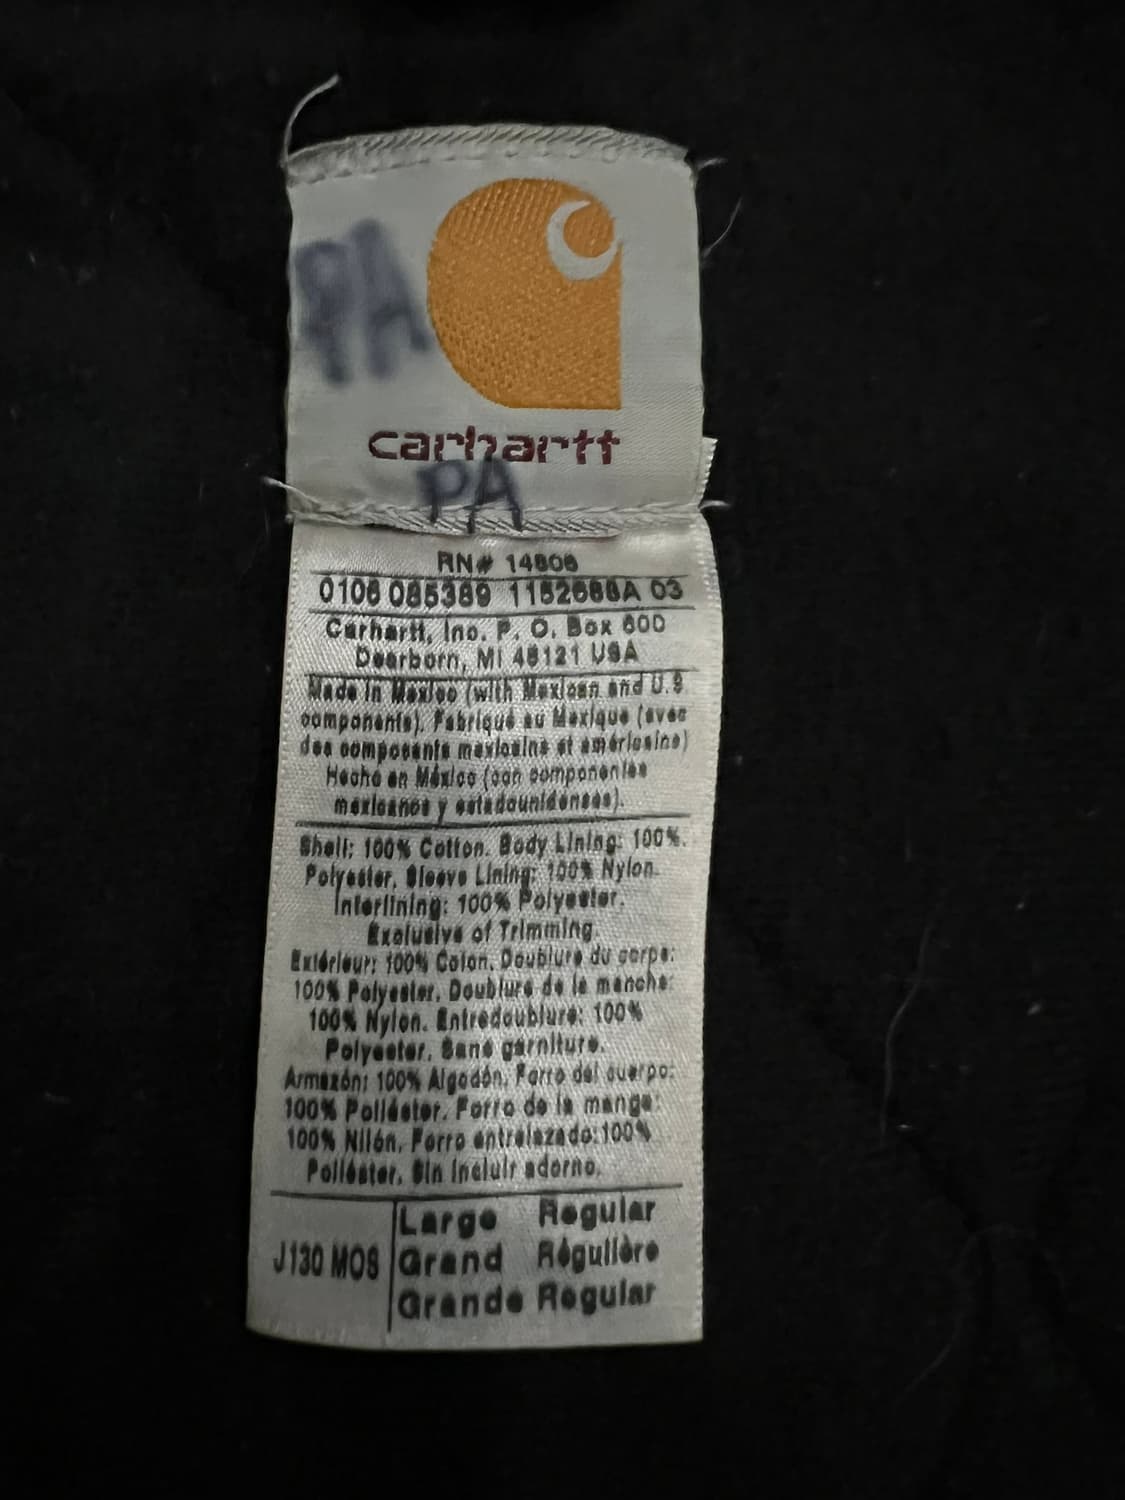 PA
carhartt
PA
RN# 14806
0106 085389 1152688A 03
Carhartt, Inc. P. O. Box 600
Dearborn, MI 48121 USA
Made in Mexico (with Mexican and U.S.
components). Fabriqué au Mexique (avec
des composants mexicains et américains)
Hecho en México (con componentes
mexicanos y estadounidenses).
Shell: 100% Cotton. Body Lining: 100%.
Polyester. Sleeve Lining: 100% Nylon.
Interlining: 100% Polyester.
Exclusive of Trimming.
Extérieur: 100% Coton. Doublure du corps:
100% Polyester. Doublure de la manche:
100% Nylon. Entredoublure: 100%
Polyester. Sans garniture.
Armazón: 100% Algodón. Forro del cuerpo:
100% Poliéster. Forro de la manga:
100% Nilón. Forro entrelazado:100%
Poliéster. Sin incluir adorno.
J130 MOS
Large Regular
Grand Régulière
Grande Regular